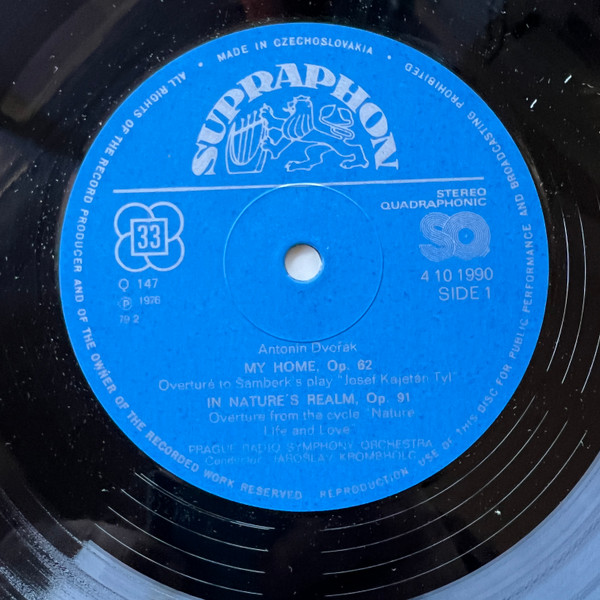 SUPRAPHON
STEREO
QUADRAPHONIC
SQ
33
Q 147
℗ 1976
79 2
4 10 1990
SIDE 1
Antonín Dvořák
MY HOME, Op. 62
Overture to Šamberk's play "Josef Kajetán Tyl"
IN NATURE'S REALM, Op. 91
Overture from the cycle "Nature
Life and Love"
PRAGUE RADIO SYMPHONY ORCHESTRA
Conductor: JAROSLAV KROMBHOLC
MADE IN CZECHOSLOVAKIA • ALL RIGHTS OF THE RECORD PRODUCER AND OF THE OWNER OF THE RECORDED WORK RESERVED. REPRODUCTION, USE OF THIS DISC FOR PUBLIC PERFORMANCE AND BROADCASTING PROHIBITED •